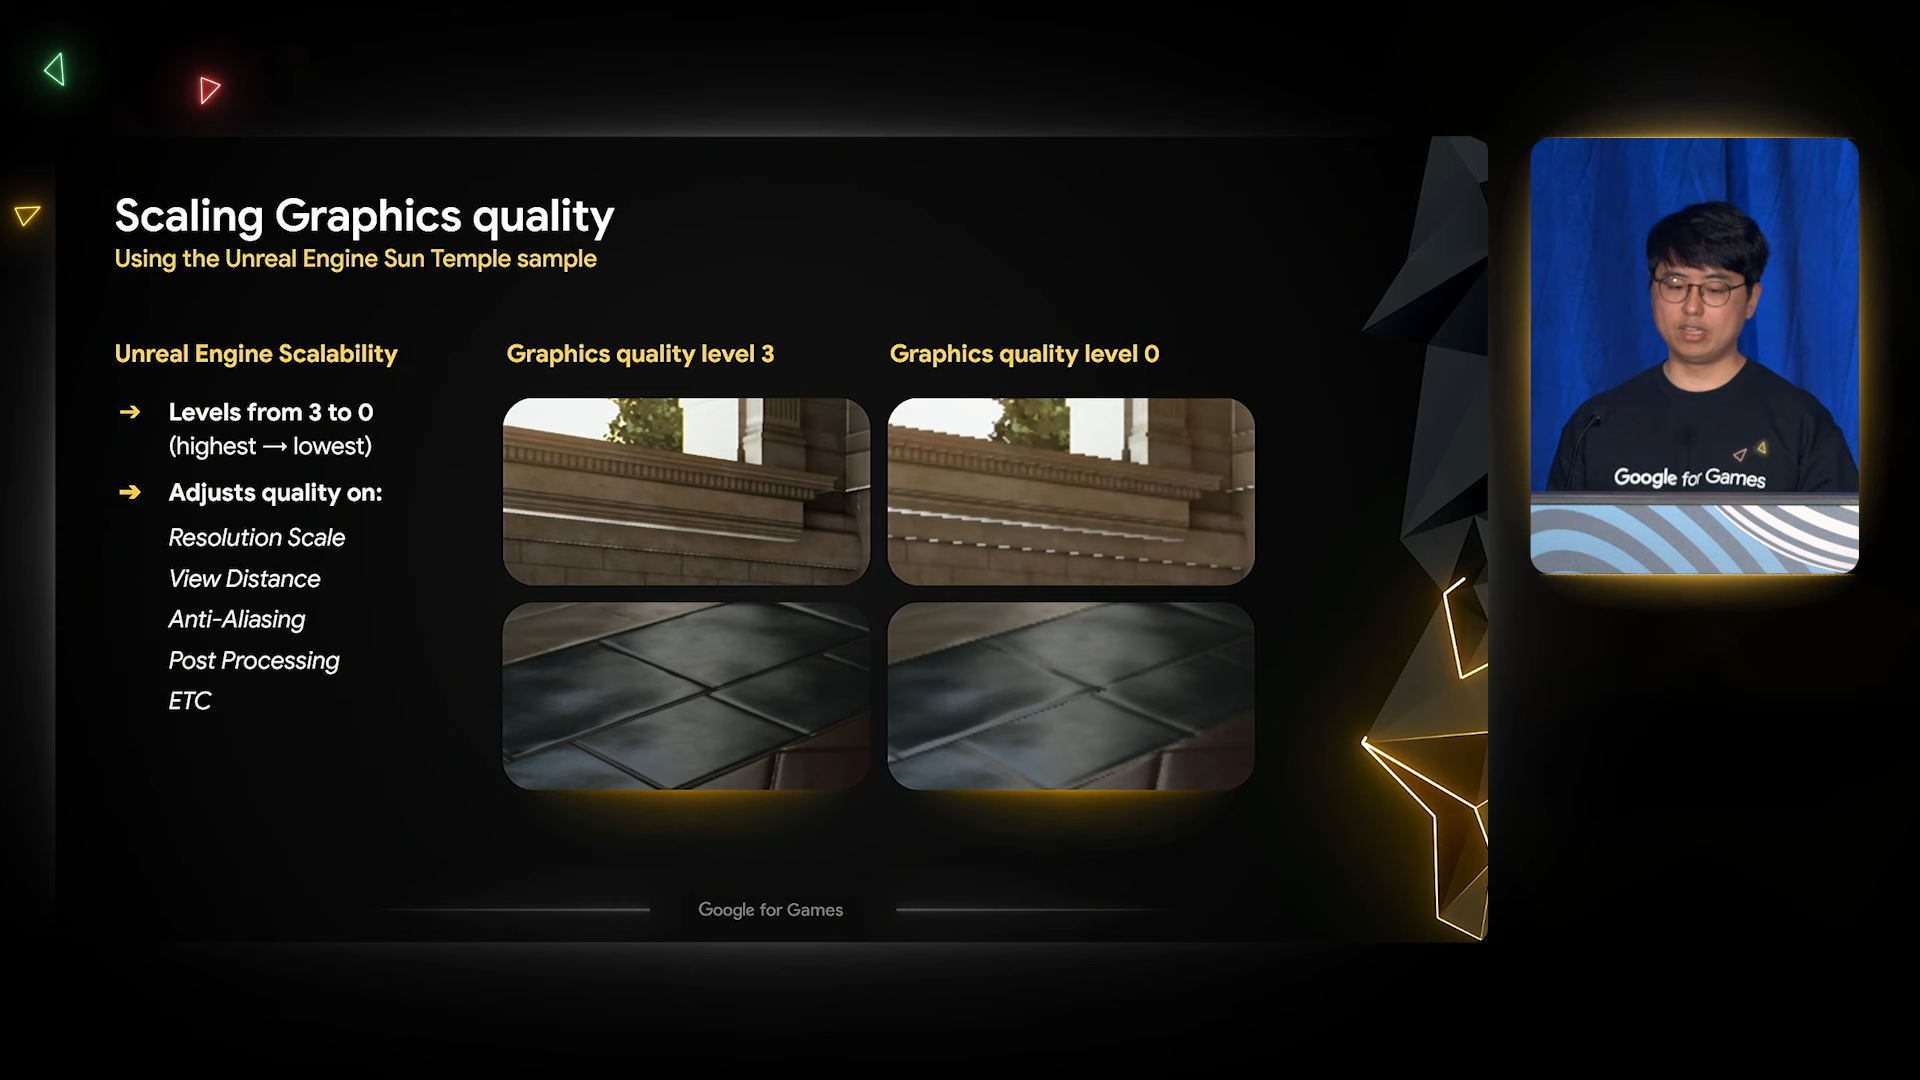 Scaling Graphics quality
Using the Unreal Engine Sun Temple sample
Unreal Engine Scalability
→ Levels from 3 to 0
(highest → lowest)
→ Adjusts quality on:
Resolution Scale
View Distance
Anti-Aliasing
Post Processing
ETC
Graphics quality level 3
Graphics quality level 0
Google for Games
Google for Games